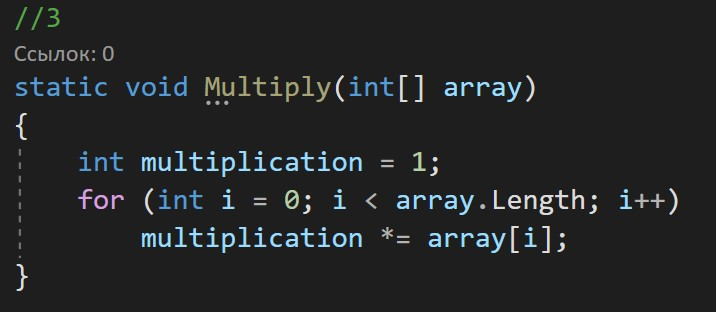 //3
Ссылок: 0
static void Multiply(int[] array)
{
    int multiplication = 1;
    for (int i = 0; i < array.Length; i++)
        multiplication *= array[i];
}